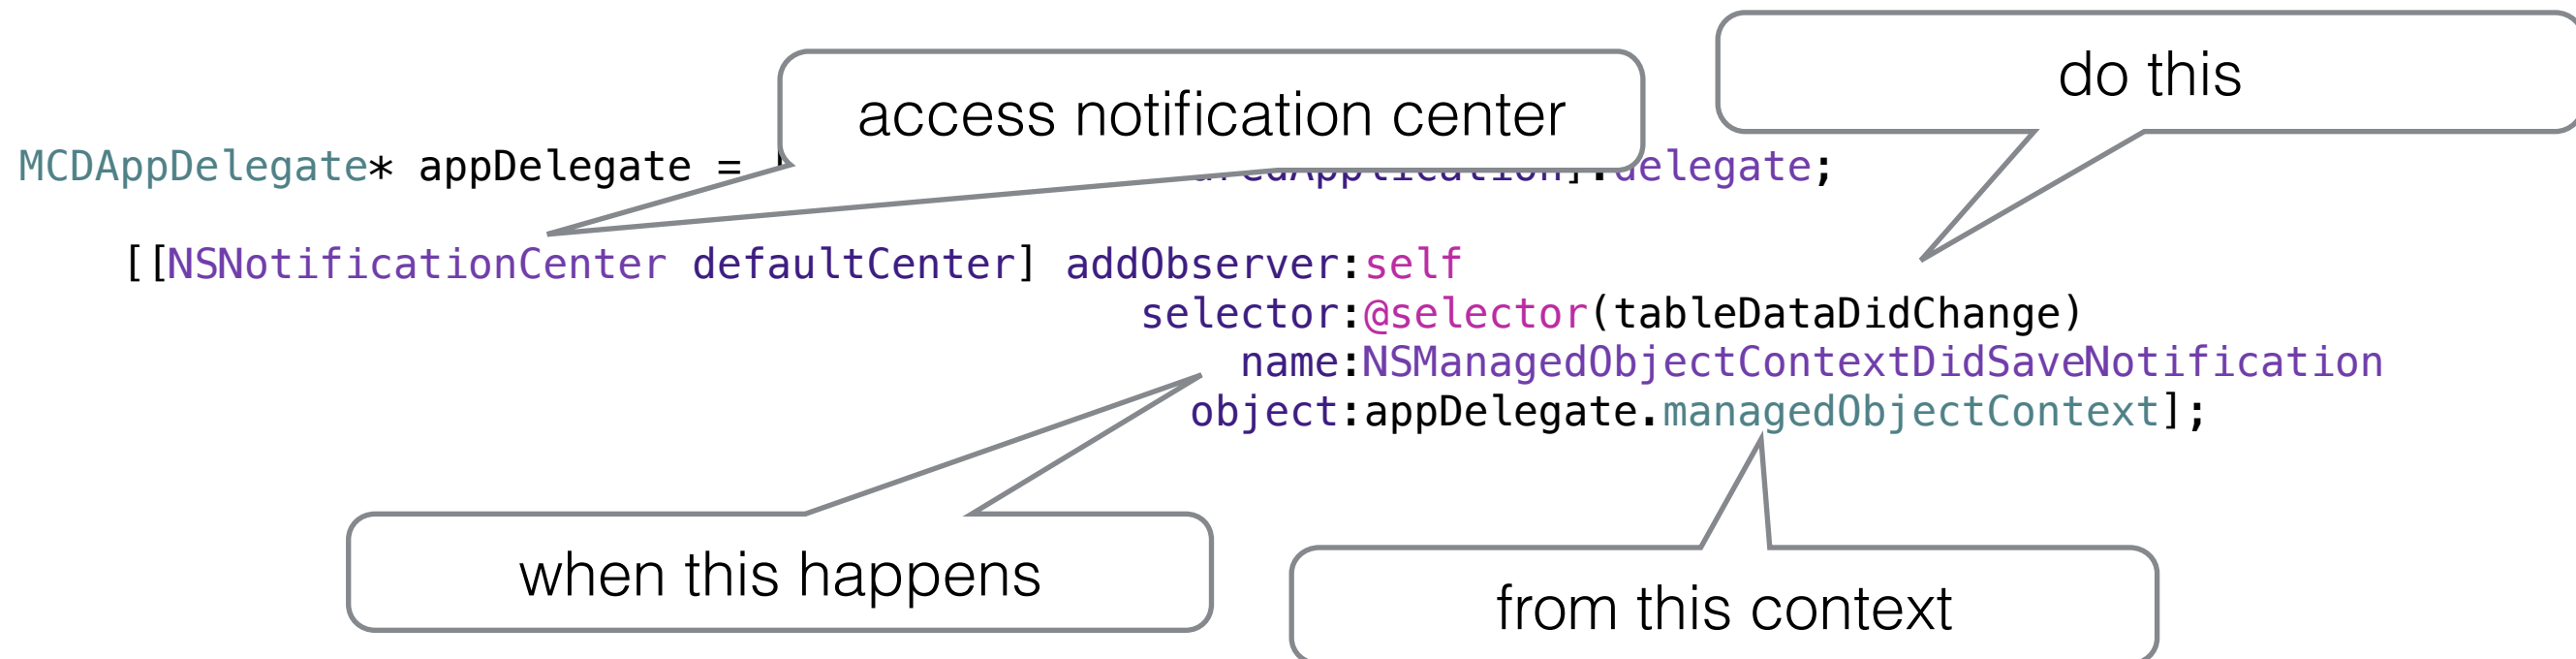 do this
access notification center
MCDAppDelegate* appDelegate = delegate;
[[NSNotificationCenter defaultCenter] addObserver:self
selector:@selector(tableDataDidChange)
name:NSManagedObjectContextDidSaveNotification
object:appDelegate.managedObjectContext];
when this happens
from this context